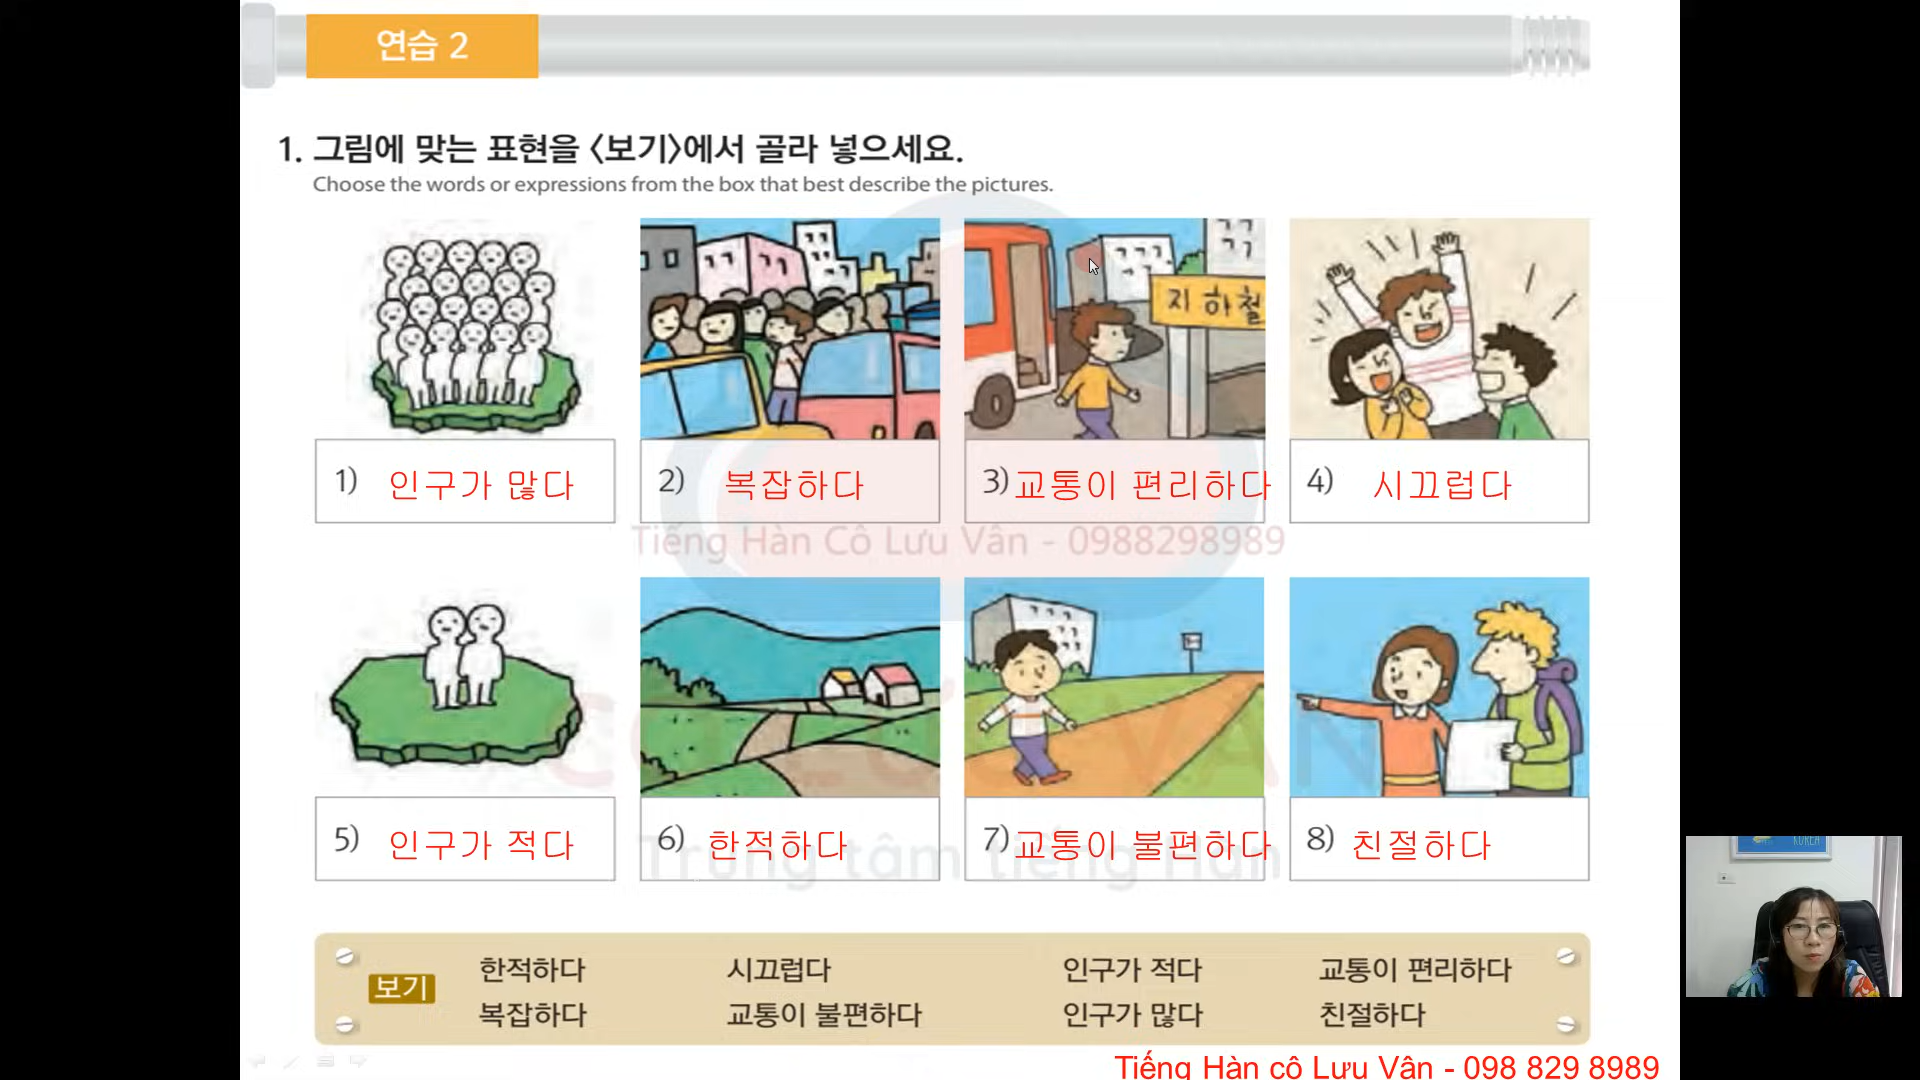 연습 2
1. 그림에 맞는 표현을 <보기>에서 골라 넣으세요.
Choose the words or expressions from the box that best describe the pictures.
지하철
1) 인구가 많다
2) 복잡하다
3) 교통이 편리하다
4) 시끄럽다
Tiếng Hàn Cô Lưu Vân - 0988298989
5) 인구가 적다
6) 한적하다
7) 교통이 불편하다
8) 친절하다
Trung tâm tiếng Hàn
보기
한적하다 시끄럽다 인구가 적다 교통이 편리하다
복잡하다 교통이 불편하다 인구가 많다 친절하다
KOREA
Tiếng Hàn cô Lưu Vân - 098 829 8989